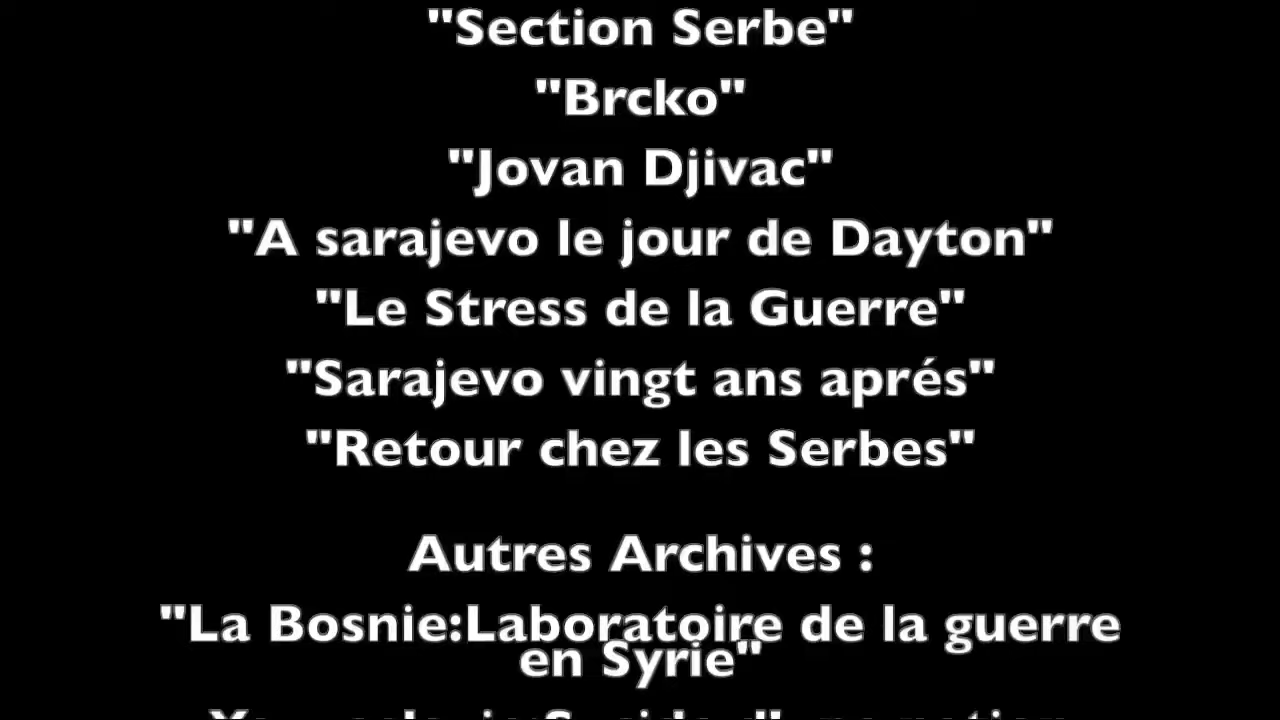 "Section Serbe"
"Brcko"
"Jovan Djivac"
"A sarajevo le jour de Dayton"
"Le Stress de la Guerre"
"Sarajevo vingt ans aprés"
"Retour chez les Serbes"
Autres Archives :
"La Bosnie:Laboratoire de la guerre
en Syrie"